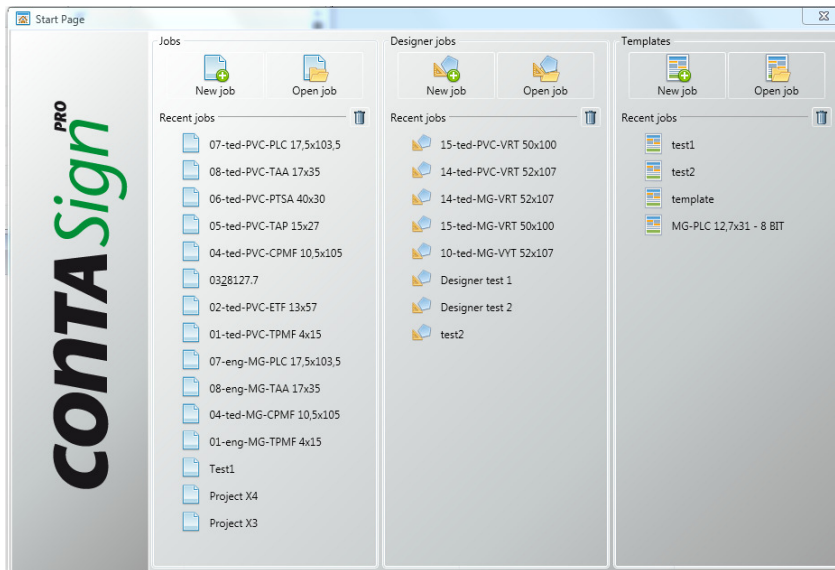 Start Page
CONTA Sign PRO
Jobs
New job
Open job
Recent jobs
07-ted-PVC-PLC 17,5x103,5
08-ted-PVC-TAA 17x35
06-ted-PVC-PTSA 40x30
05-ted-PVC-TAP 15x27
04-ted-PVC-CPMF 10,5x105
0328127.7
02-ted-PVC-ETF 13x57
01-ted-PVC-TPMF 4x15
07-eng-MG-PLC 17,5x103,5
08-eng-MG-TAA 17x35
04-ted-MG-CPMF 10,5x105
01-eng-MG-TPMF 4x15
Test1
Project X4
Project X3
Designer jobs
New job
Open job
Recent jobs
15-ted-PVC-VRT 50x100
14-ted-PVC-VRT 52x107
14-ted-MG-VRT 52x107
15-ted-MG-VRT 50x100
10-ted-MG-VYT 52x107
Designer test 1
Designer test 2
test2
Templates
New job
Open job
Recent jobs
test1
test2
template
MG-PLC 12,7x31 - 8 BIT